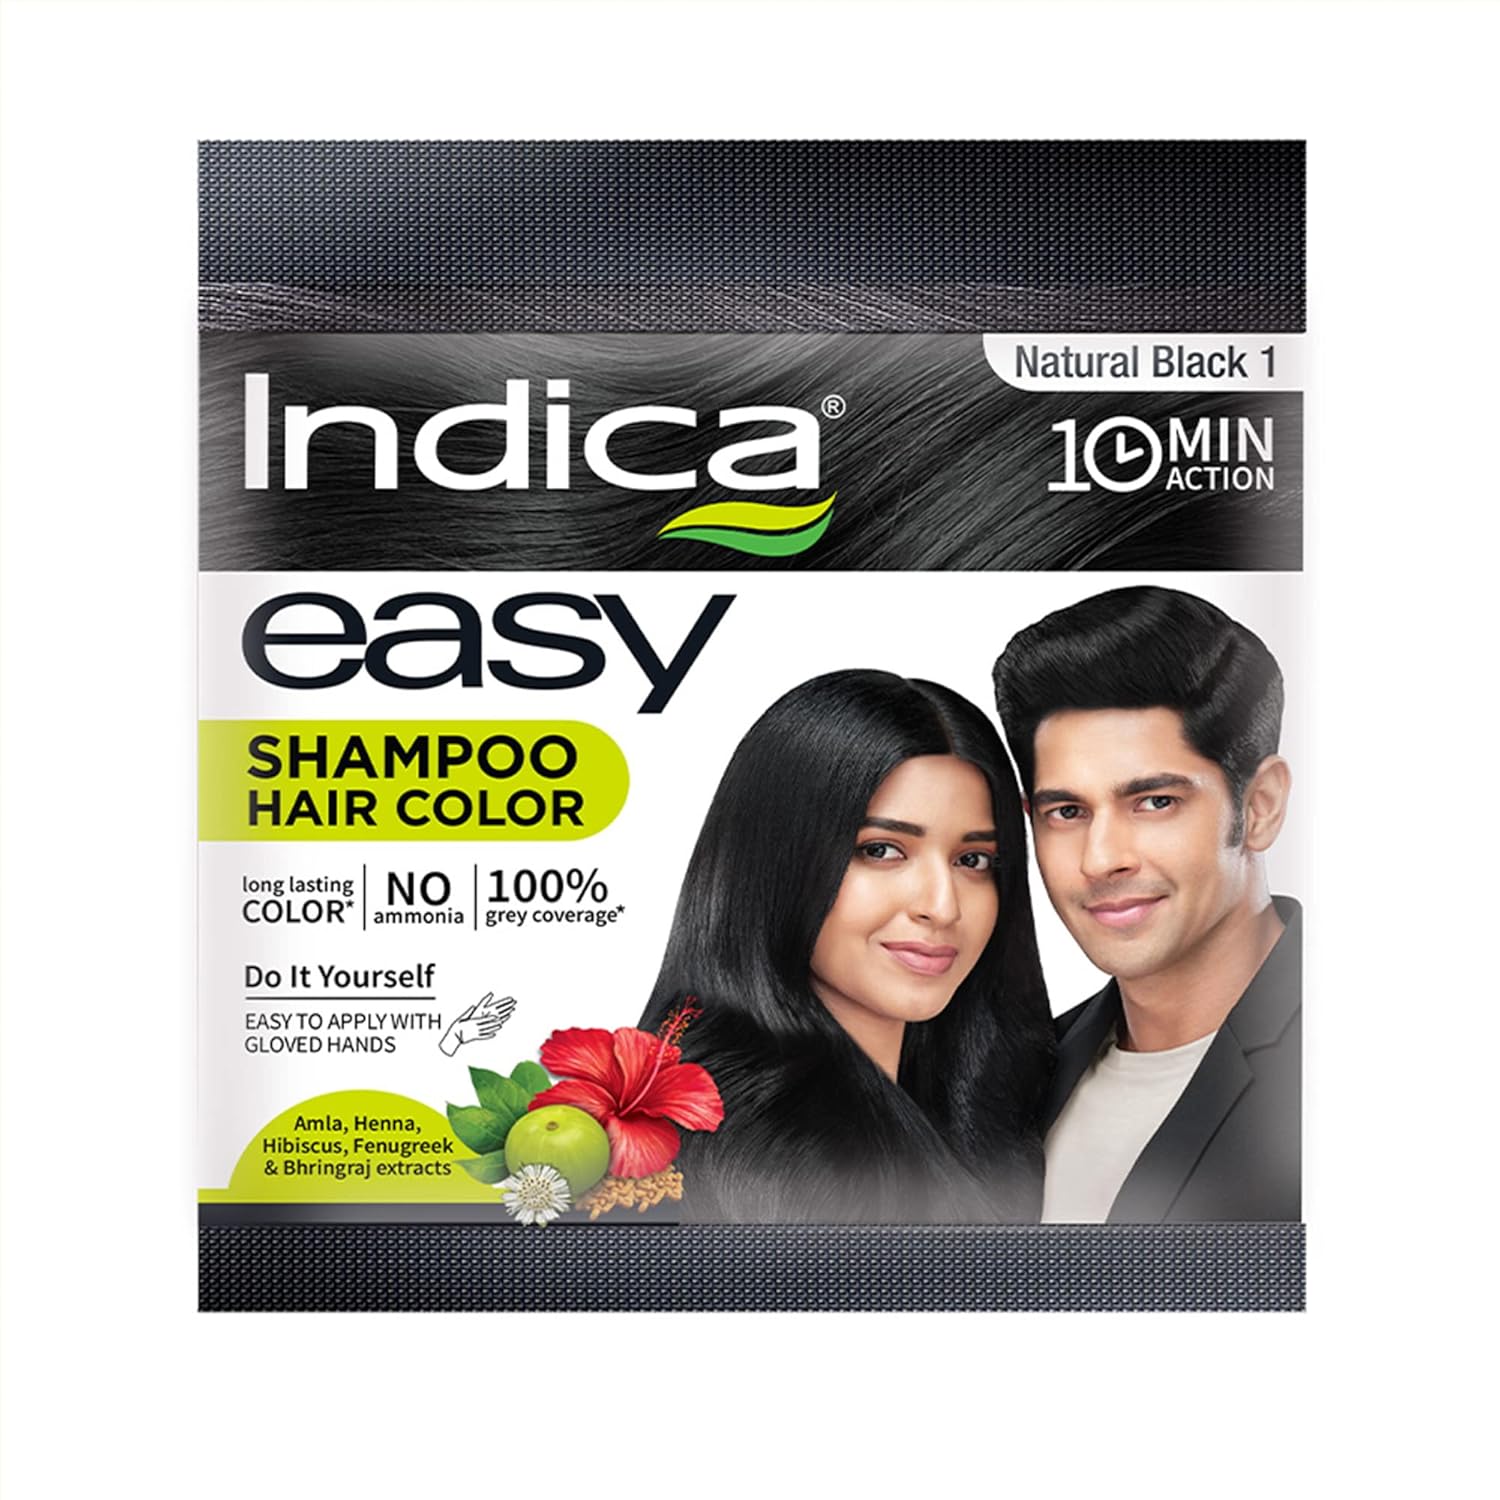 Natural Black 1
Indica®
10 MIN
ACTION
easy
SHAMPOO
HAIR COLOR
long lasting
COLOR*
NO
ammonia
100%
grey coverage*
Do It Yourself
EASY TO APPLY WITH
GLOVED HANDS
Amla, Henna,
Hibiscus, Fenugreek
& Bhringraj extracts